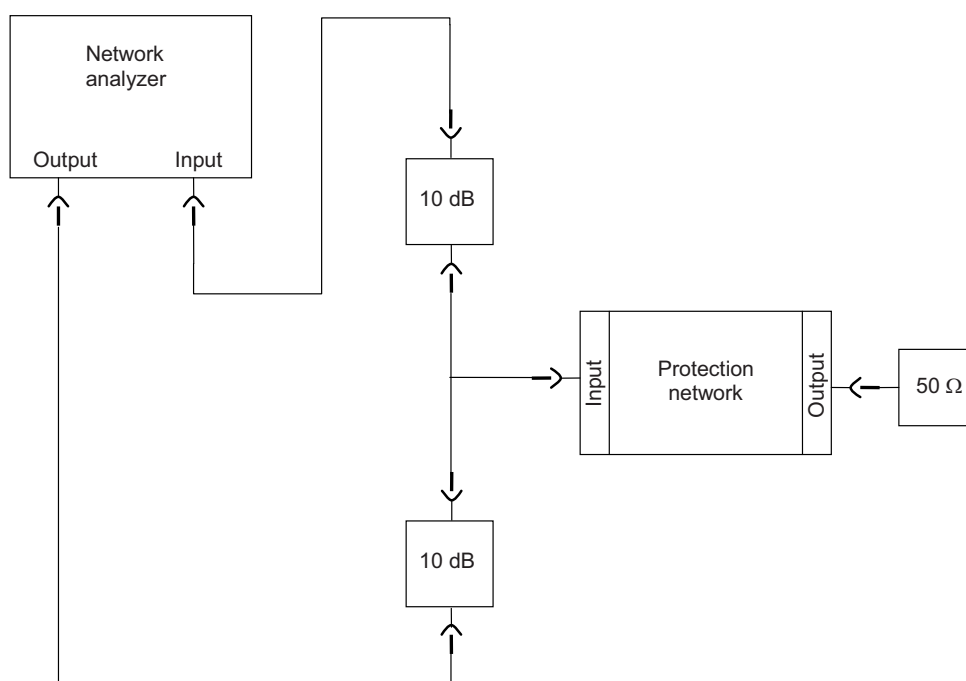 Network
analyzer
Output
Input
10 dB
Input
Protection
network
Output
50 Ω
10 dB